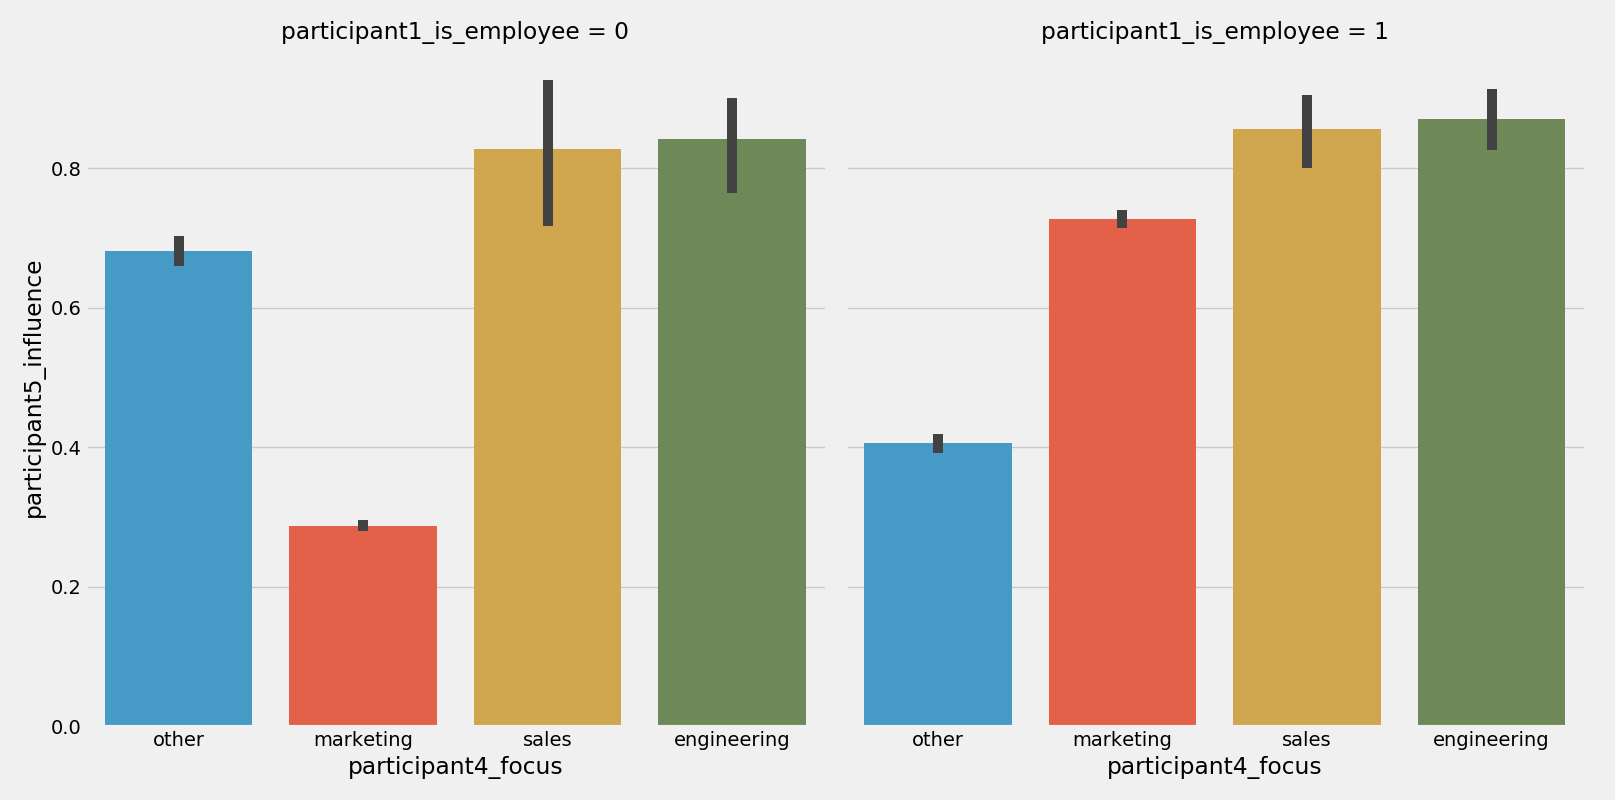 participant1_is_employee = 0
participant1_is_employee = 1
participant5_influence
0.8
0.6
0.4
0.2
0.0
other marketing sales engineering
other marketing sales engineering
participant4_focus
participant4_focus